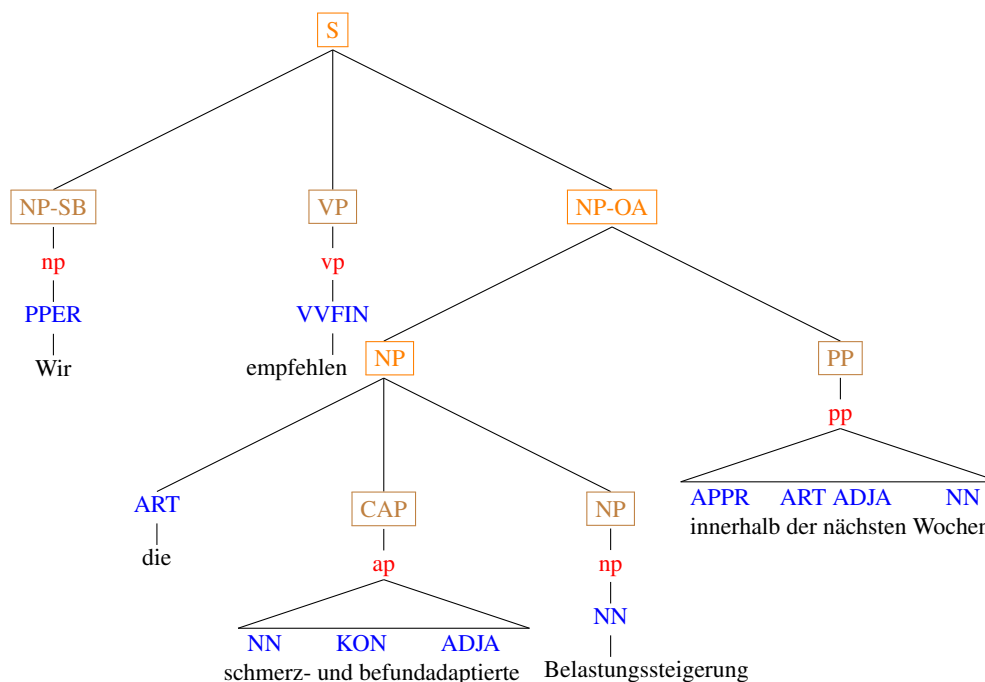 S
NP-SB VP NP-OA
np vp
PPER VVFIN
Wir empfehlen NP PP
pp
ART CAP NP APPR ART ADJA NN
die innerhalb der nächsten Wochen
ap np
NN KON ADJA NN
schmerz- und befundadaptierte Belastungssteigerung